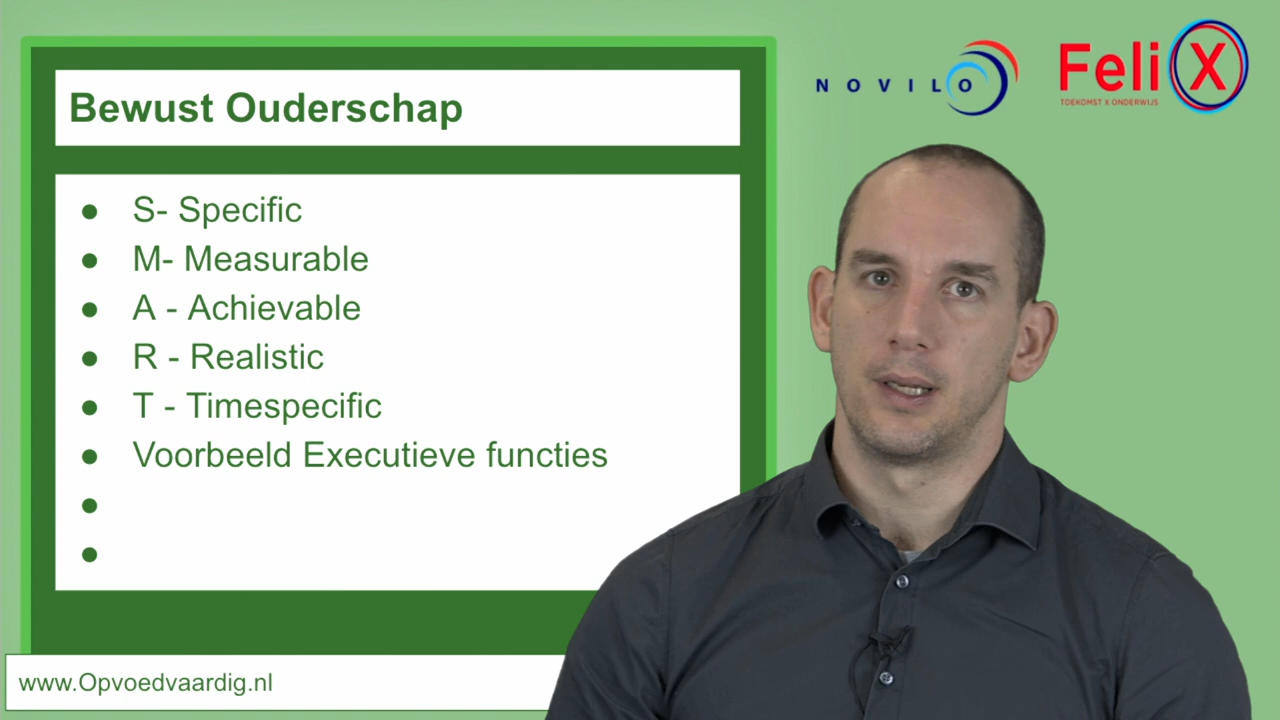 Bewust Ouderschap
S- Specific
M- Measurable
A - Achievable
R - Realistic
T - Timespecific
Voorbeeld Executieve functies
www.Opvoedvaardig.nl
NOVILO
FeliX
TOEKOMST X ONDERWIJS